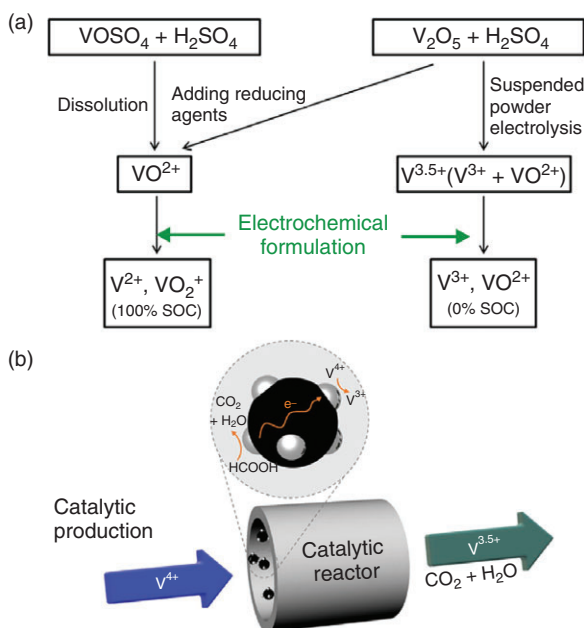 (a)
VOSO₄ + H₂SO₄
V₂O₅ + H₂SO₄
Dissolution
Adding reducing
agents
Suspended
powder
electrolysis
VO²⁺
V³·⁵⁺(V³⁺ + VO²⁺)
Electrochemical
formulation
V²⁺, VO₂⁺
(100% SOC)
V³⁺, VO²⁺
(0% SOC)
(b)
V⁴⁺
V³⁺
e⁻
CO₂
+ H₂O
HCOOH
Catalytic
production
V⁴⁺
Catalytic
reactor
V³·⁵⁺
CO₂ + H₂O